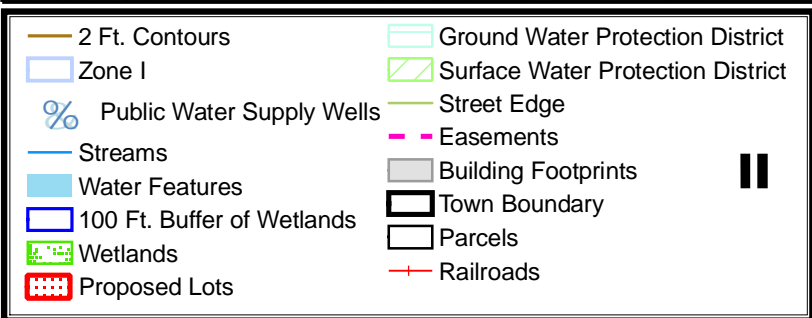 2 Ft. Contours
Zone I
Public Water Supply Wells
Streams
Water Features
100 Ft. Buffer of Wetlands
Wetlands
Proposed Lots
Ground Water Protection District
Surface Water Protection District
Street Edge
Easements
Building Footprints
Town Boundary
Parcels
Railroads